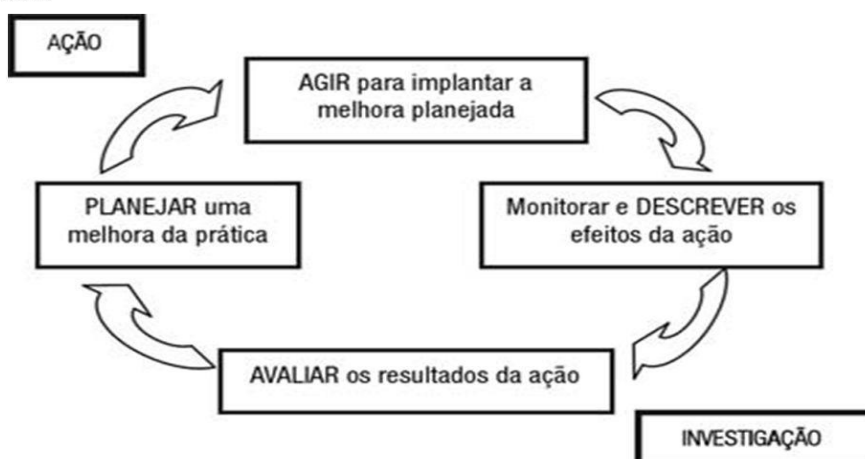 AÇÃO
AGIR para implantar a
melhora planejada
PLANEJAR uma
melhora da prática
Monitorar e DESCREVER os
efeitos da ação
AVALIAR os resultados da ação
INVESTIGAÇÃO